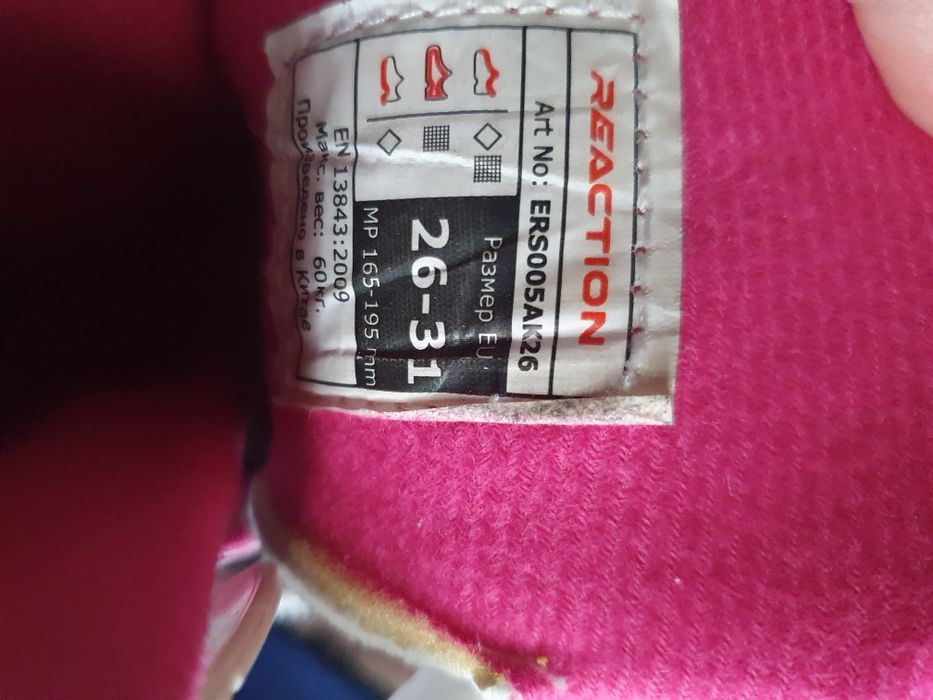 REACTION
Art No: ERS005AK26
Размер EU
26-31
MP 165-195 mm
EN 13843:2009
Макс. вес: 60кг.
Произведено в Китае